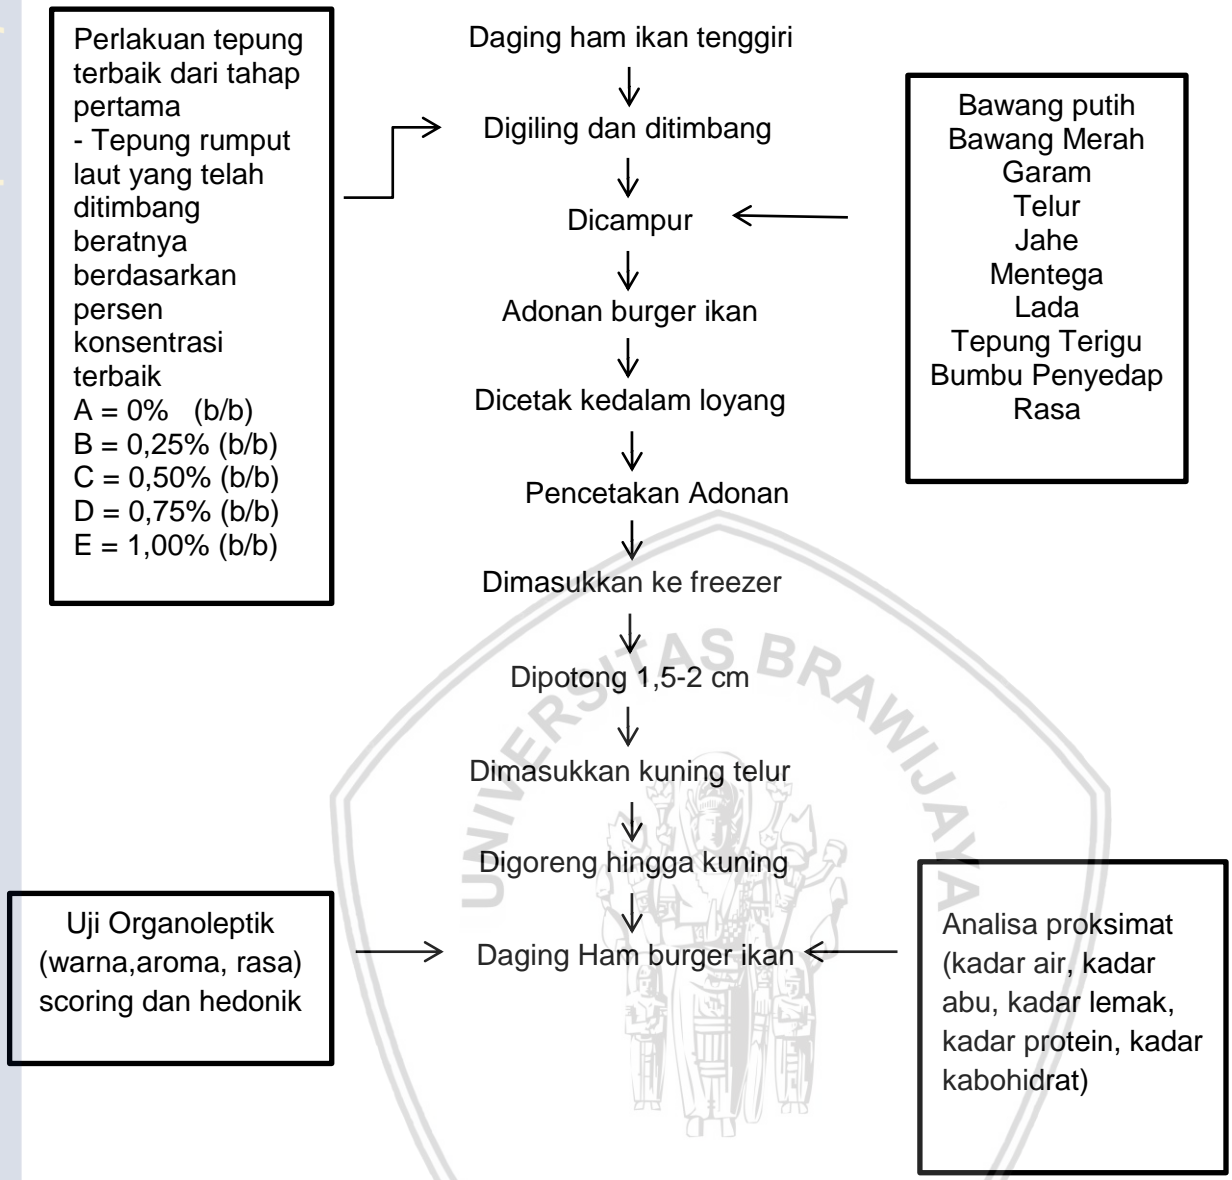 Perlakuan tepung
terbaik dari tahap
pertama
- Tepung rumput
laut yang telah
ditimbang
beratnya
berdasarkan
persen
konsentrasi
terbaik
A = 0% (b/b)
B = 0,25% (b/b)
C = 0,50% (b/b)
D = 0,75% (b/b)
E = 1,00% (b/b)
Daging ham ikan tenggiri
Digiling dan ditimbang
Dicampur
Adonan burger ikan
Dicetak kedalam loyang
Pencetakan Adonan
Dimasukkan ke freezer
Dipotong 1,5-2 cm
Dimasukkan kuning telur
Digoreng hingga kuning
Daging Ham burger ikan
Bawang putih
Bawang Merah
Garam
Telur
Jahe
Mentega
Lada
Tepung Terigu
Bumbu Penyedap
Rasa
Uji Organoleptik
(warna,aroma, rasa)
scoring dan hedonik
Analisa proksimat
(kadar air, kadar
abu, kadar lemak,
kadar protein, kadar
kabohidrat)
UNIVERSITAS BRAWIJAYA